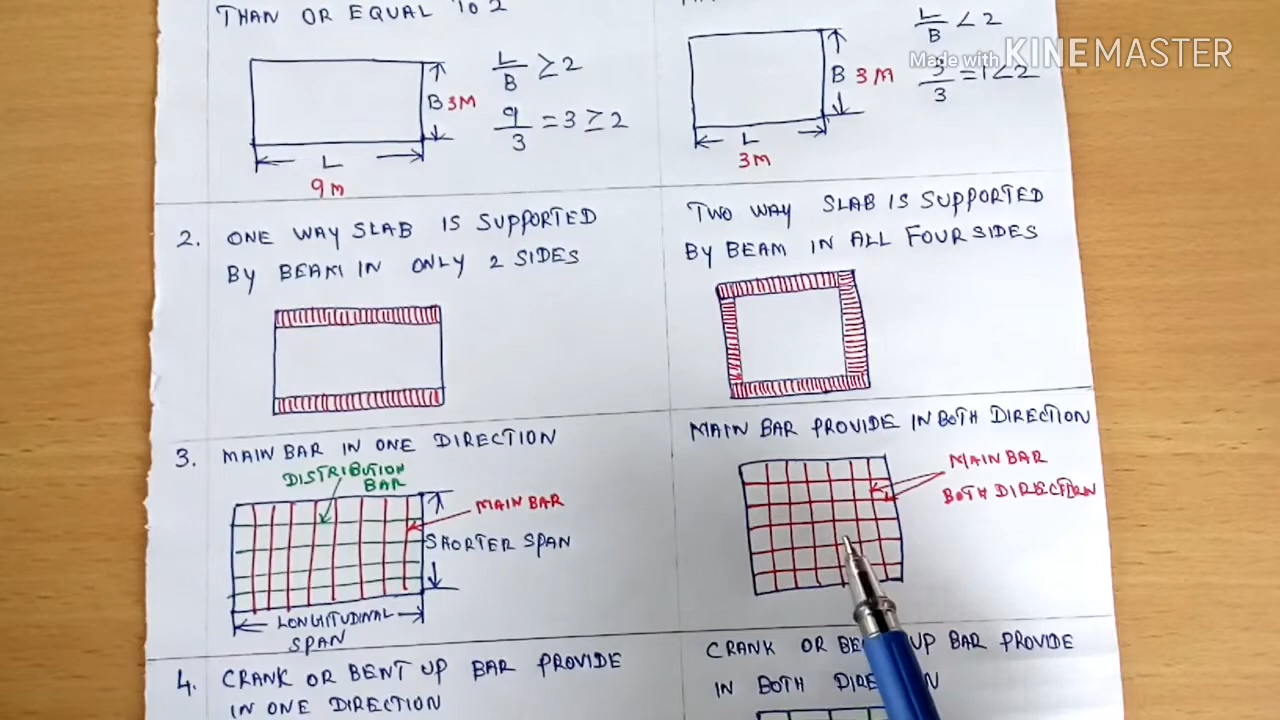 THAN OR EQUAL TO 2
L/B ≥ 2
B 3M
9/3 = 3 ≥ 2
L
9M
L/B < 2
Made with KINEMASTER
B 3M
3/3 = 1 < 2
L
3M
2. ONE WAY SLAB IS SUPPORTED
BY BEAM IN ONLY 2 SIDES
TWO WAY SLAB IS SUPPORTED
BY BEAM IN ALL FOUR SIDES
3. MAIN BAR IN ONE DIRECTION
DISTRIBUTION
BAR
MAIN BAR
SHORTER SPAN
LONGITUDINAL
SPAN
MAIN BAR PROVIDE IN BOTH DIRECTION
MAIN BAR
BOTH DIRECTION
4. CRANK OR BENT UP BAR PROVIDE
IN ONE DIRECTION
CRANK OR UP BAR PROVIDE
IN BOTH